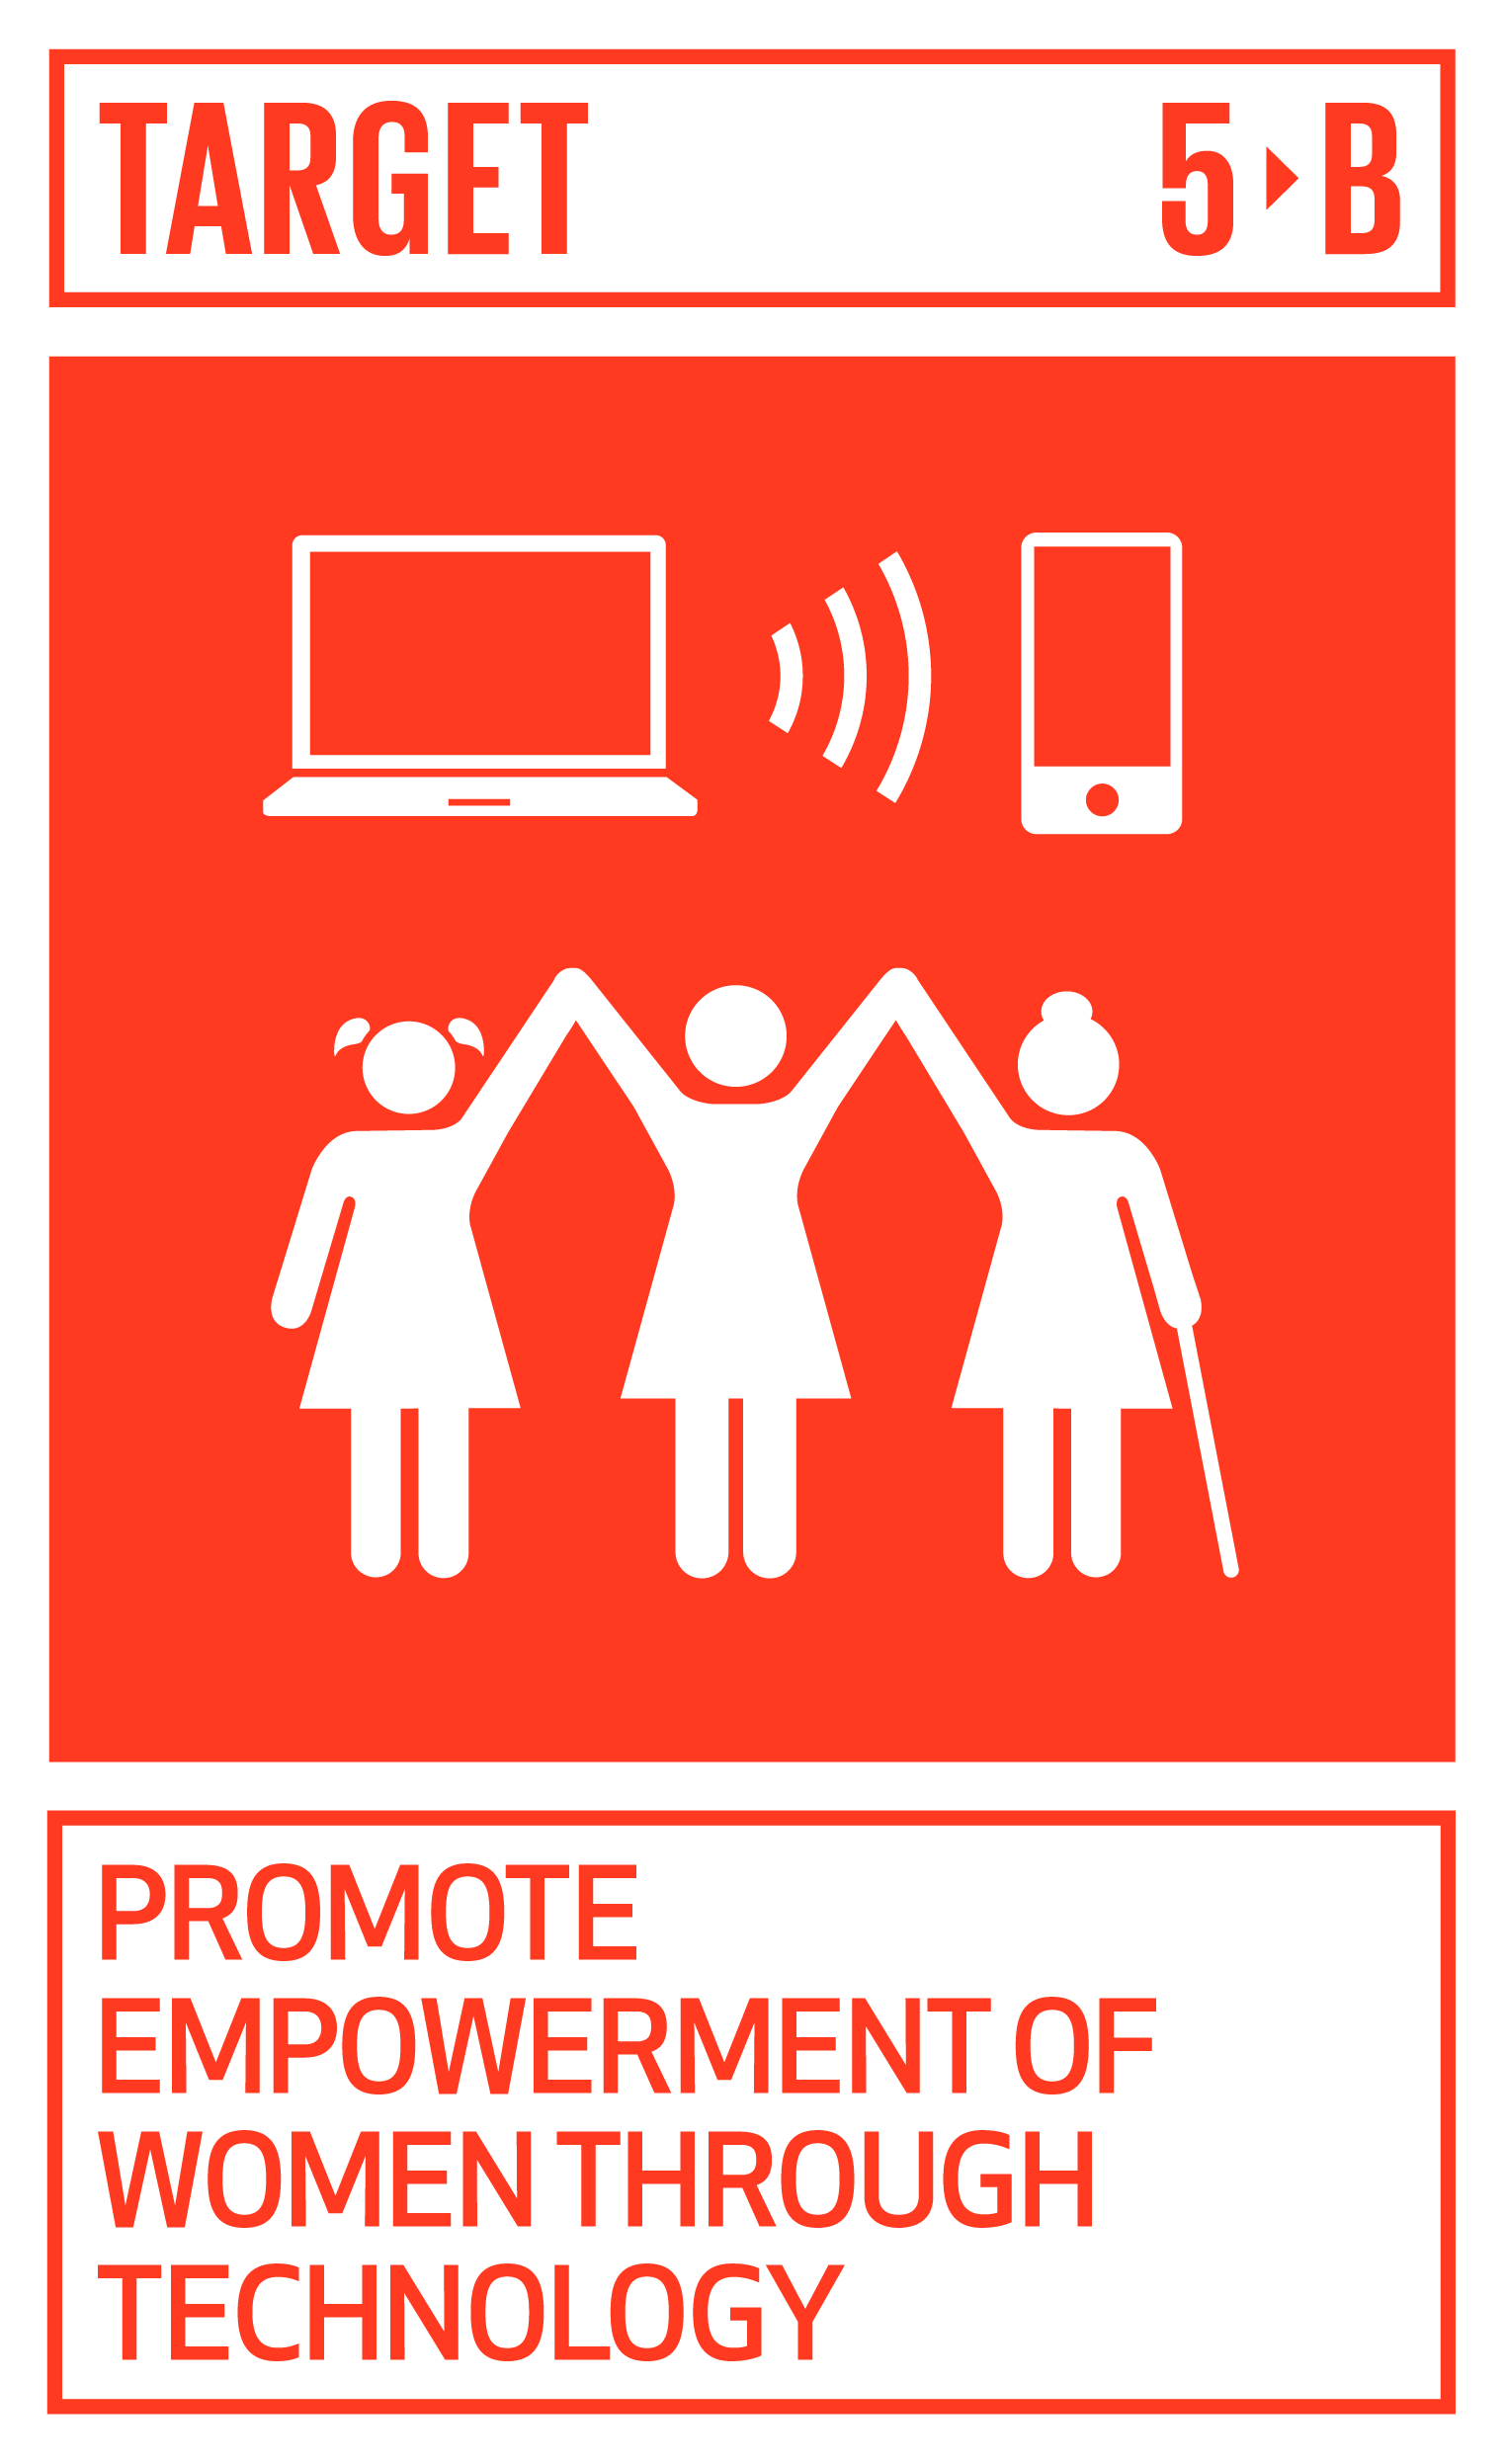 TARGET 5▸B
PROMOTE
EMPOWERMENT OF
WOMEN THROUGH
TECHNOLOGY